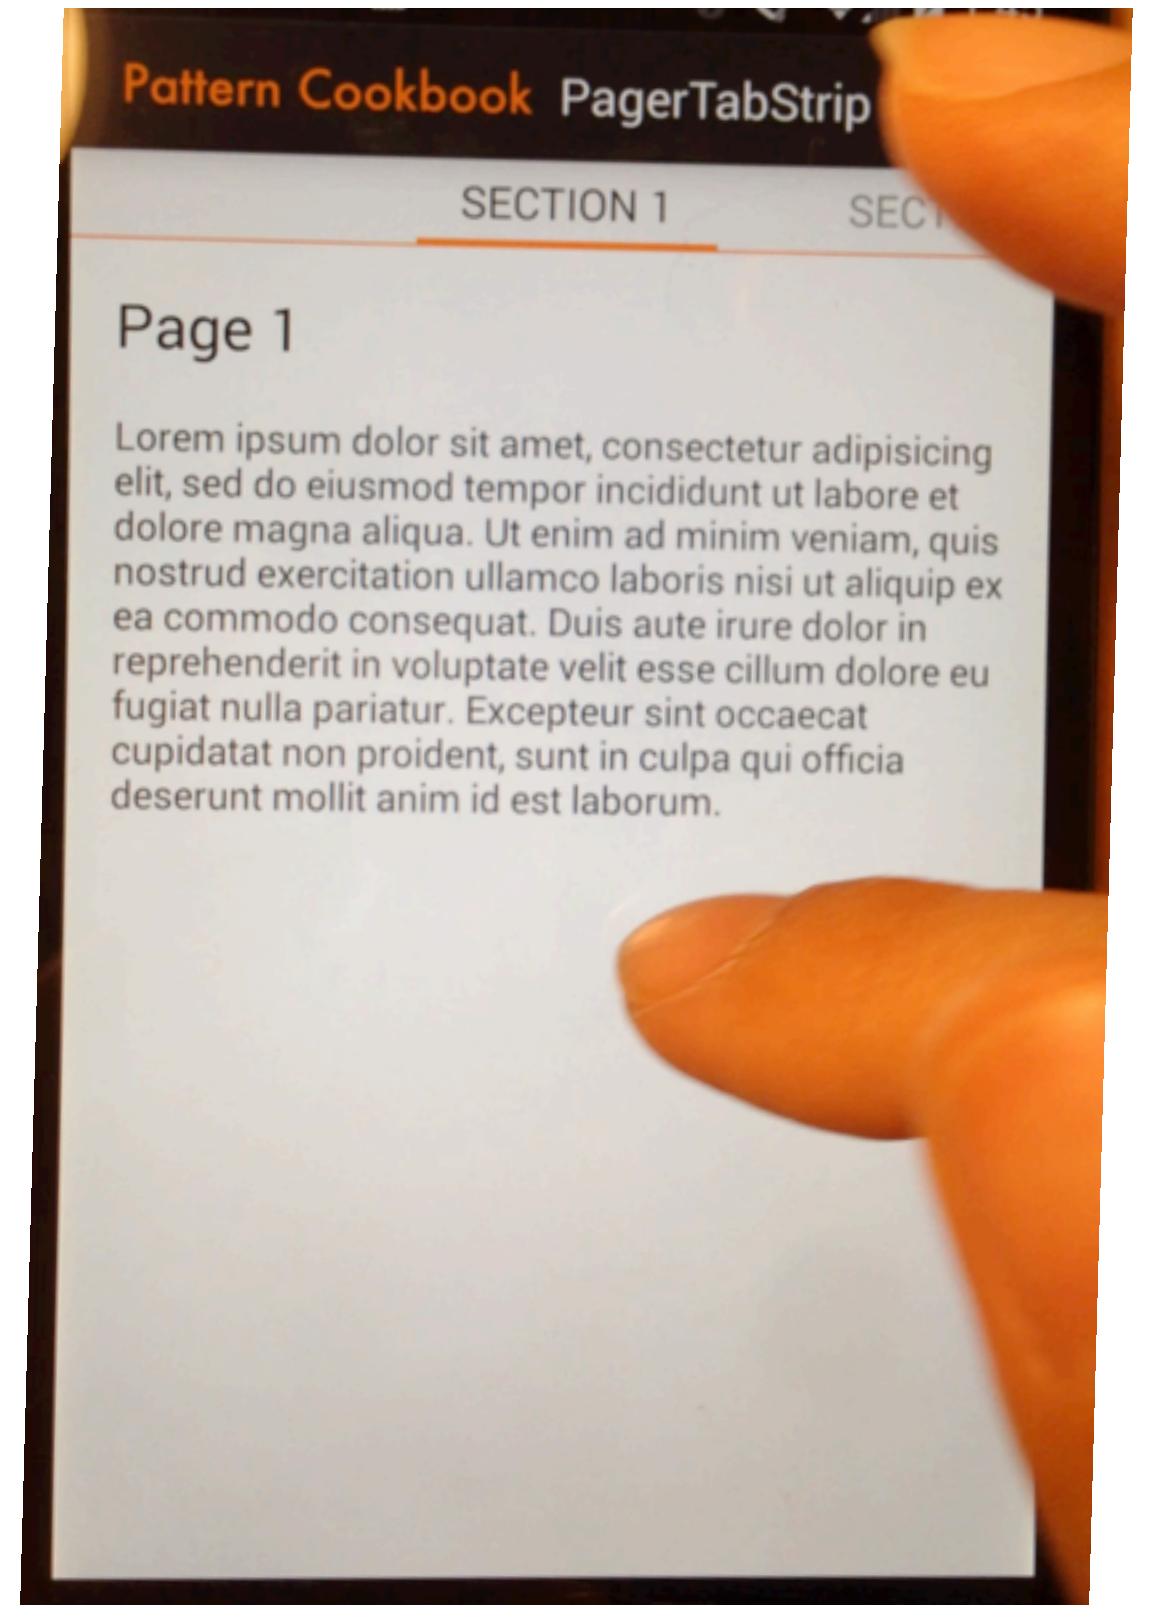 Pattern Cookbook PagerTabStrip
SECTION 1
Page 1
Lorem ipsum dolor sit amet, consectetur adipisicing
elit, sed do eiusmod tempor incididunt ut labore et
dolore magna aliqua. Ut enim ad minim veniam, quis
nostrud exercitation ullamco laboris nisi ut aliquip ex
ea commodo consequat. Duis aute irure dolor in
reprehenderit in voluptate velit esse cillum dolore eu
fugiat nulla pariatur. Excepteur sint occaecat
cupidatat non proident, sunt in culpa qui officia
deserunt mollit anim id est laborum.